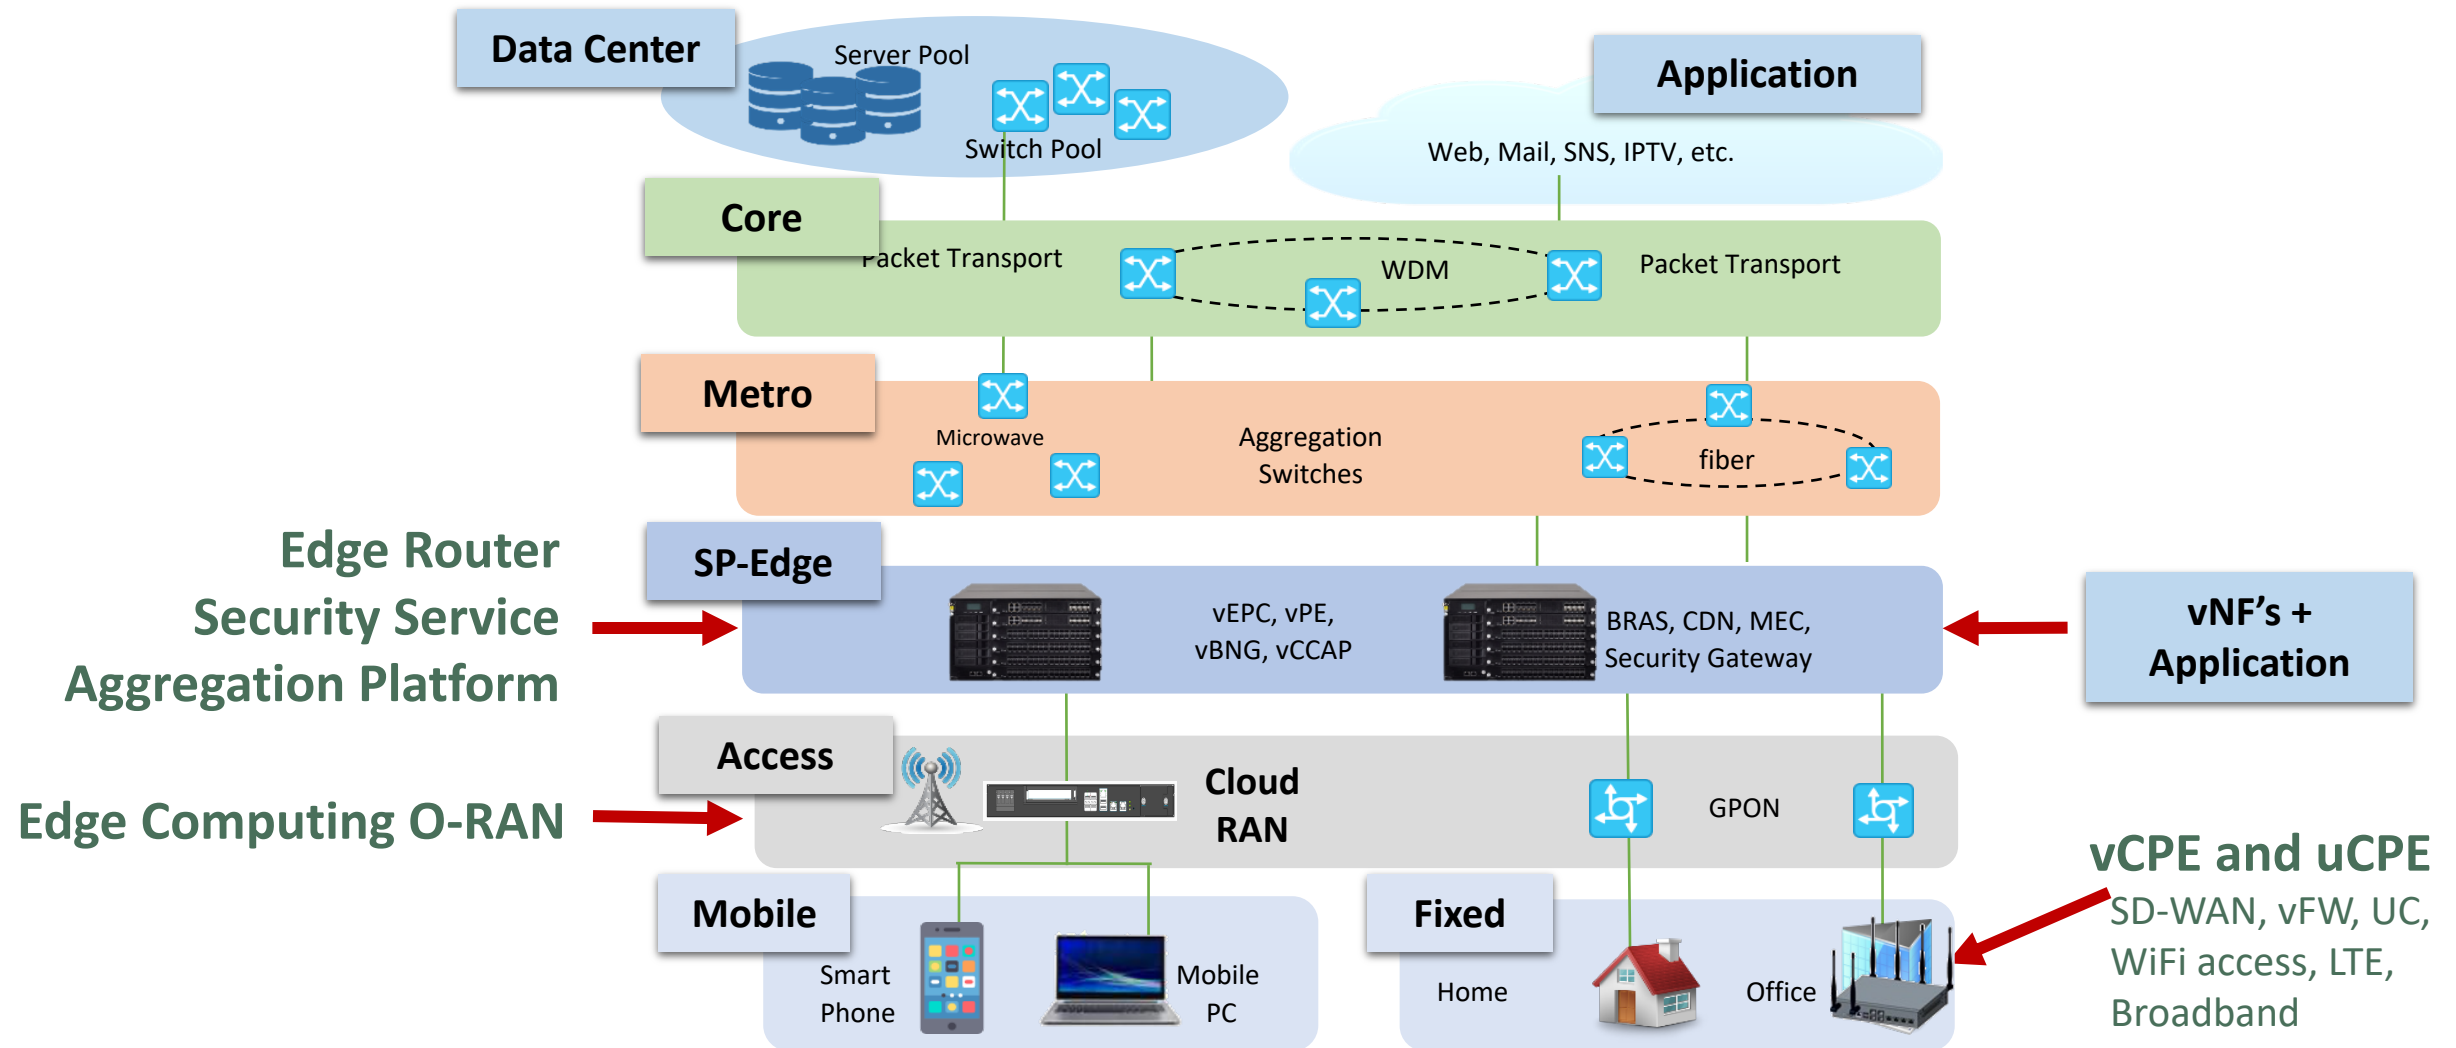 Data Center
Server Pool
Switch Pool
Application
Web, Mail, SNS, IPTV, etc.
Core
Packet Transport
WDM
Packet Transport
Metro
Microwave
Aggregation
Switches
fiber
Edge Router
Security Service
Aggregation Platform
SP-Edge
vEPC, vPE,
vBNG, vCCAP
BRAS, CDN, MEC,
Security Gateway
vNF’s +
Application
Access
Edge Computing O-RAN
Cloud
RAN
GPON
vCPE and uCPE
SD-WAN, vFW, UC,
WiFi access, LTE,
Broadband
Mobile
Smart
Phone
Mobile
PC
Fixed
Home
Office